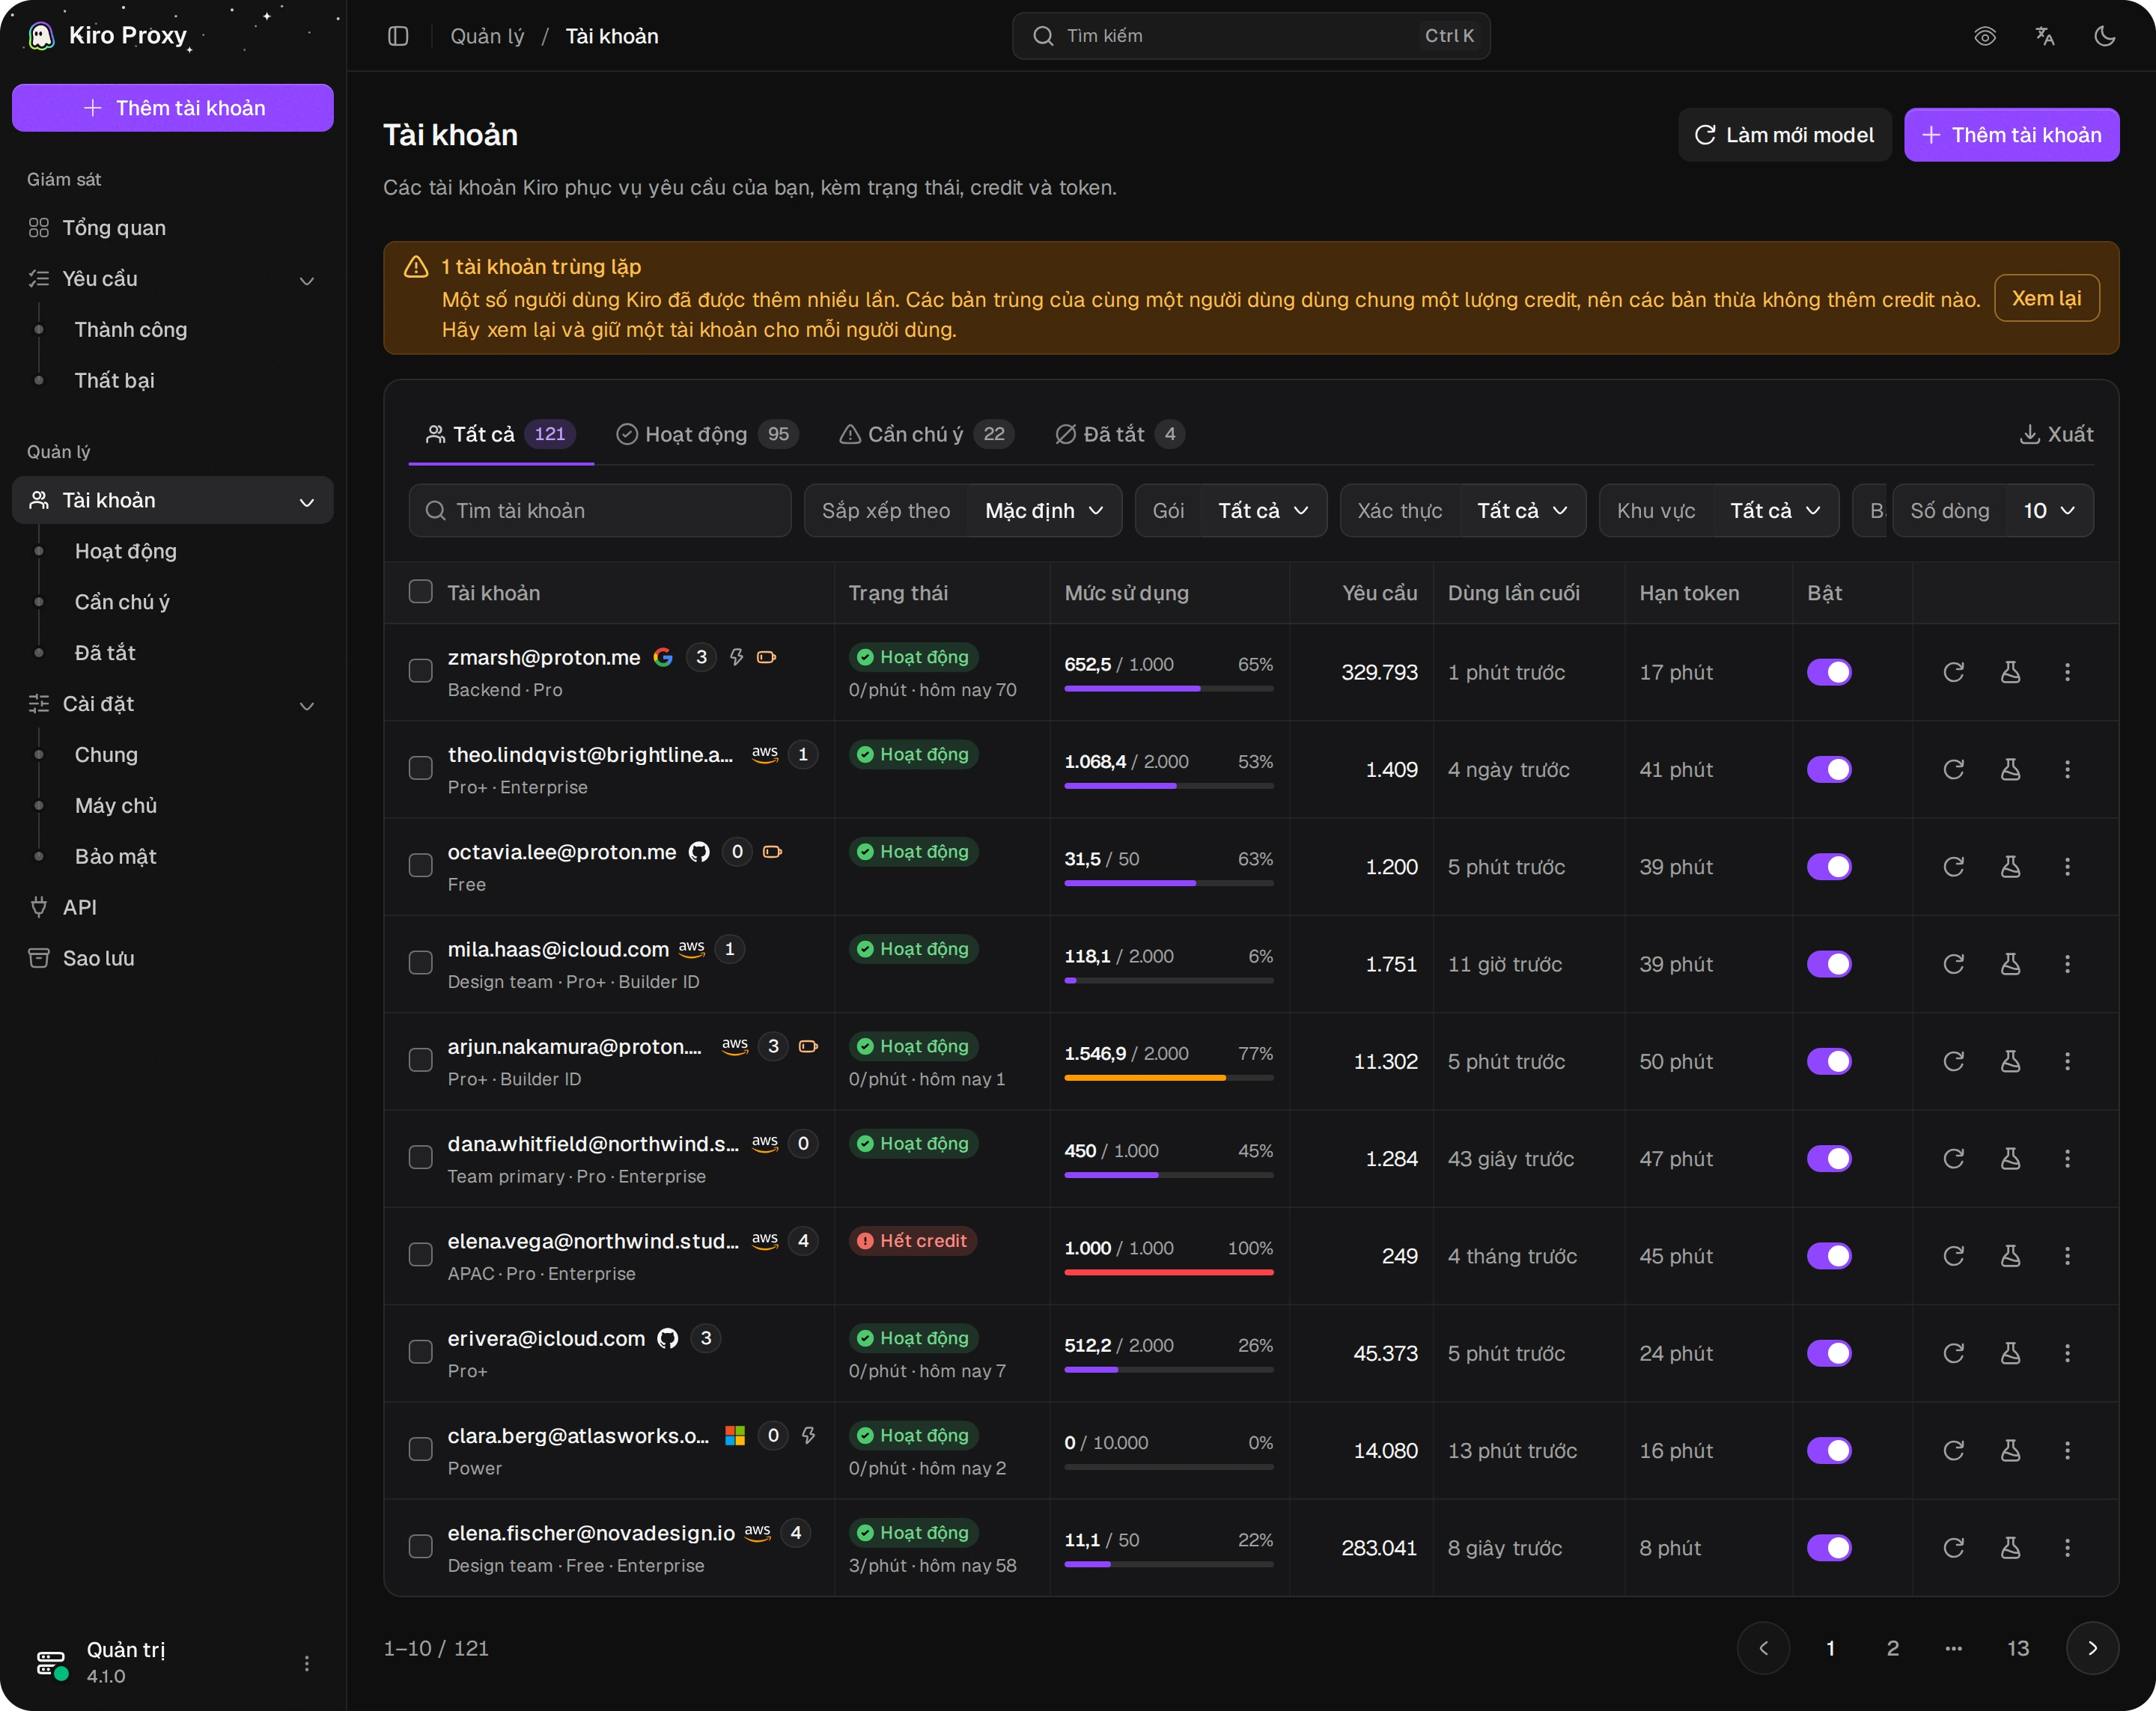 Kiro Proxy
Quản lý / Tài khoản
Tìm kiếm
Ctrl K
Thêm tài khoản
Giám sát
Tổng quan
Yêu cầu
Thành công
Thất bại
Quản lý
Tài khoản
Hoạt động
Cần chú ý
Đã tắt
Cài đặt
Chung
Máy chủ
Bảo mật
API
Sao lưu
Quản trị
4.1.0
Tài khoản
Làm mới model
Thêm tài khoản
Các tài khoản Kiro phục vụ yêu cầu của bạn, kèm trạng thái, credit và token.
1 tài khoản trùng lặp
Một số người dùng Kiro đã được thêm nhiều lần. Các bản trùng của cùng một người dùng dùng chung một lượng credit, nên các bản thừa không thêm credit nào.
Hãy xem lại và giữ một tài khoản cho mỗi người dùng.
Xem lại
Tất cả 121
Hoạt động 95
Cần chú ý 22
Đã tắt 4
Xuất
Tìm tài khoản
Sắp xếp theo Mặc định
Gói Tất cả
Xác thực Tất cả
Khu vực Tất cả
Số dòng 10
Tài khoản Trạng thái Mức sử dụng Yêu cầu Dùng lần cuối Hạn token Bật
zmarsh@proton.me 3 Hoạt động 652,5 / 1.000 65% 329.793 1 phút trước 17 phút
Backend · Pro 0/phút · hôm nay 70
theo.lindqvist@brightline.a... aws 1 Hoạt động 1.068,4 / 2.000 53% 1.409 4 ngày trước 41 phút
Pro+ · Enterprise
octavia.lee@proton.me 0 Hoạt động 31,5 / 50 63% 1.200 5 phút trước 39 phút
Free
mila.haas@icloud.com aws 1 Hoạt động 118,1 / 2.000 6% 1.751 11 giờ trước 39 phút
Design team · Pro+ · Builder ID
arjun.nakamura@proton.... aws 3 Hoạt động 1.546,9 / 2.000 77% 11.302 5 phút trước 50 phút
Pro+ · Builder ID 0/phút · hôm nay 1
dana.whitfield@northwind.s... aws 0 Hoạt động 450 / 1.000 45% 1.284 43 giây trước 47 phút
Team primary · Pro · Enterprise
elena.vega@northwind.stud... aws 4 Hết credit 1.000 / 1.000 100% 249 4 tháng trước 45 phút
APAC · Pro · Enterprise
erivera@icloud.com 3 Hoạt động 512,2 / 2.000 26% 45.373 5 phút trước 24 phút
Pro+ 0/phút · hôm nay 7
clara.berg@atlasworks.o... 0 Hoạt động 0 / 10.000 0% 14.080 13 phút trước 16 phút
Power 0/phút · hôm nay 2
elena.fischer@novadesign.io aws 4 Hoạt động 11,1 / 50 22% 283.041 8 giây trước 8 phút
Design team · Free · Enterprise 3/phút · hôm nay 58
1–10 / 121
1 2 ... 13